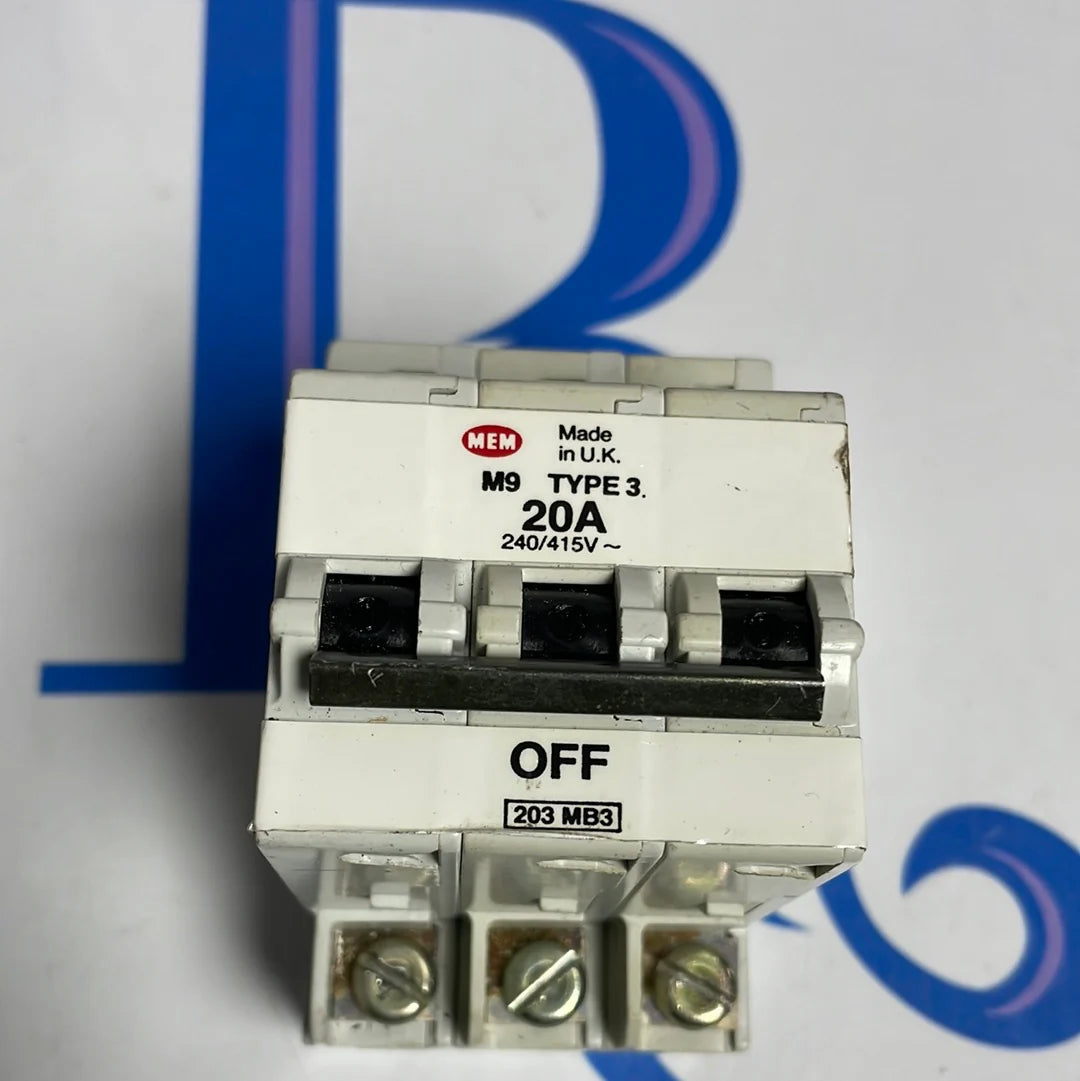 MEM Made
in U.K.
M9 TYPE 3.
20A
240/415V ~
OFF
203 MB3